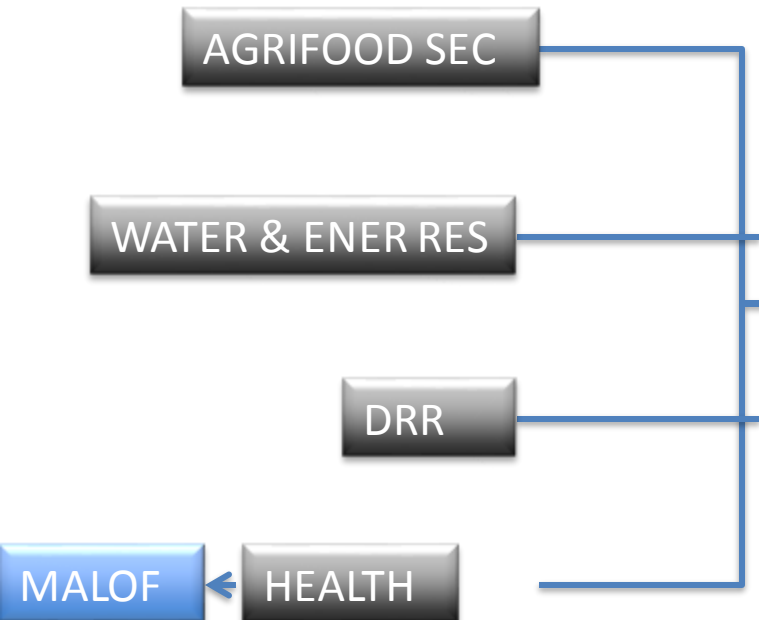 AGRIFOOD SEC
WATER & ENER RES
DRR
MALOF
HEALTH